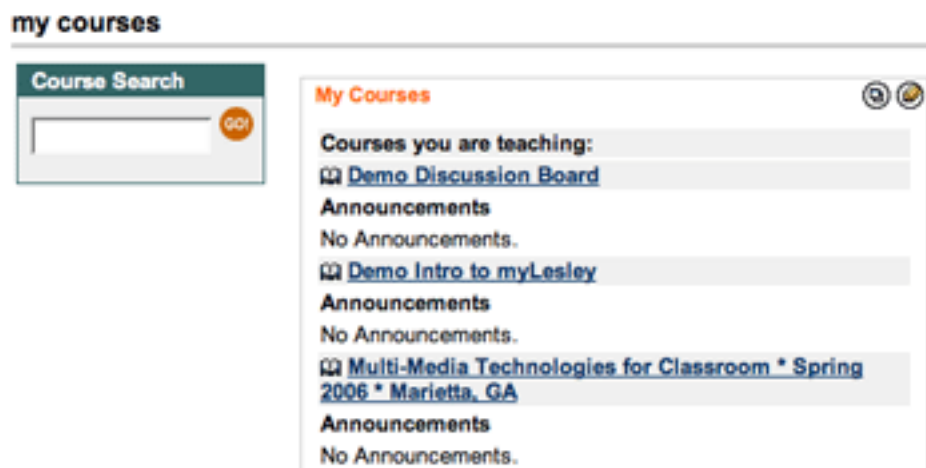 my courses
Course Search
GO!
My Courses
Courses you are teaching:
Demo Discussion Board
Announcements
No Announcements.
Demo Intro to myLesley
Announcements
No Announcements.
Multi-Media Technologies for Classroom * Spring
2006 * Marietta, GA
Announcements
No Announcements.